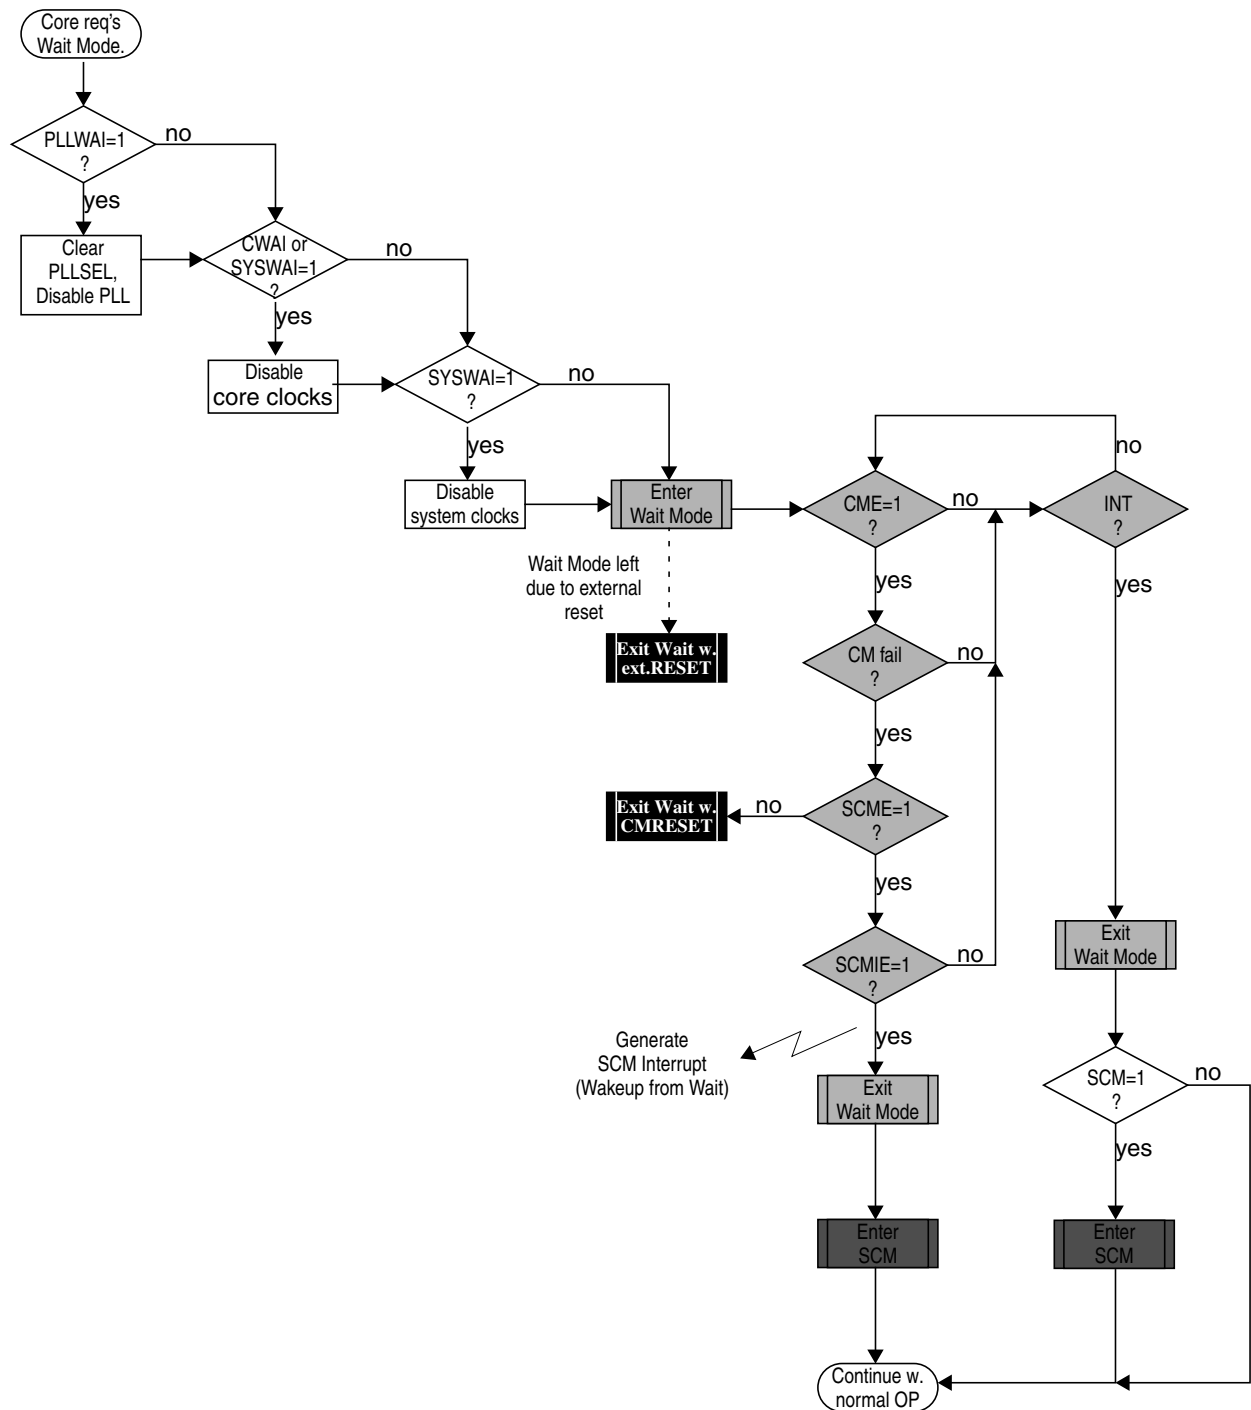 Core req's
Wait Mode.
PLLWAI=1
?
no
yes
Clear
PLLSEL,
Disable PLL
CWAI or
SYSWAI=1
?
no
yes
Disable
core clocks
SYSWAI=1
?
no
yes
Disable
system clocks
Enter
Wait Mode
Wait Mode left
due to external
reset
Exit Wait w.
ext.RESET
CME=1
?
no
yes
INT
?
no
yes
CM fail
?
no
yes
SCME=1
?
no
yes
Exit Wait w.
CMRESET
SCMIE=1
?
no
yes
Generate
SCM Interrupt
(Wakeup from Wait)
Exit
Wait Mode
Enter
SCM
Exit
Wait Mode
SCM=1
?
no
yes
Enter
SCM
Continue w.
normal OP